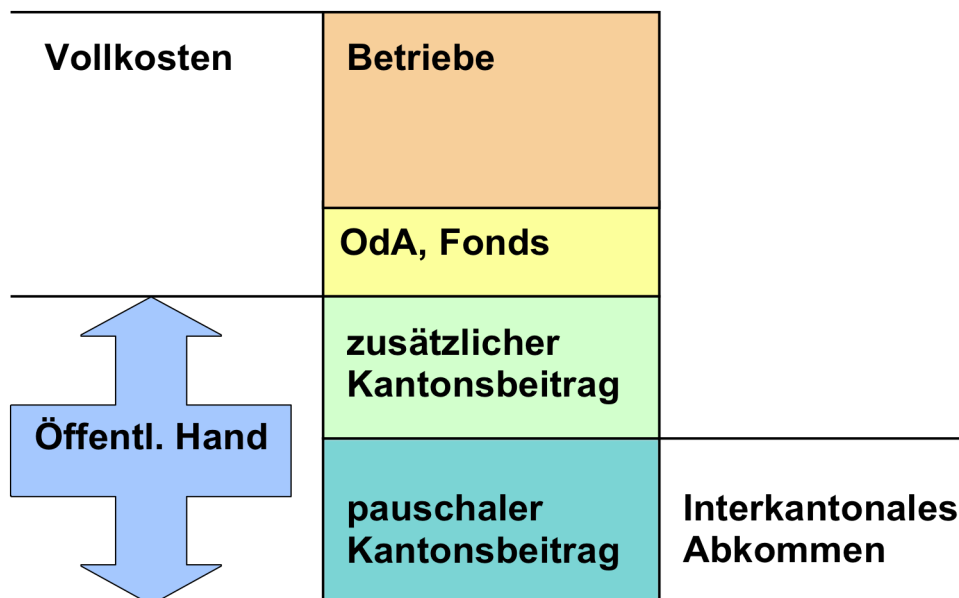 Vollkosten
Betriebe
OdA, Fonds
zusätzlicher
Kantonsbeitrag
Öffentl. Hand
pauschaler
Kantonsbeitrag
Interkantonales
Abkommen